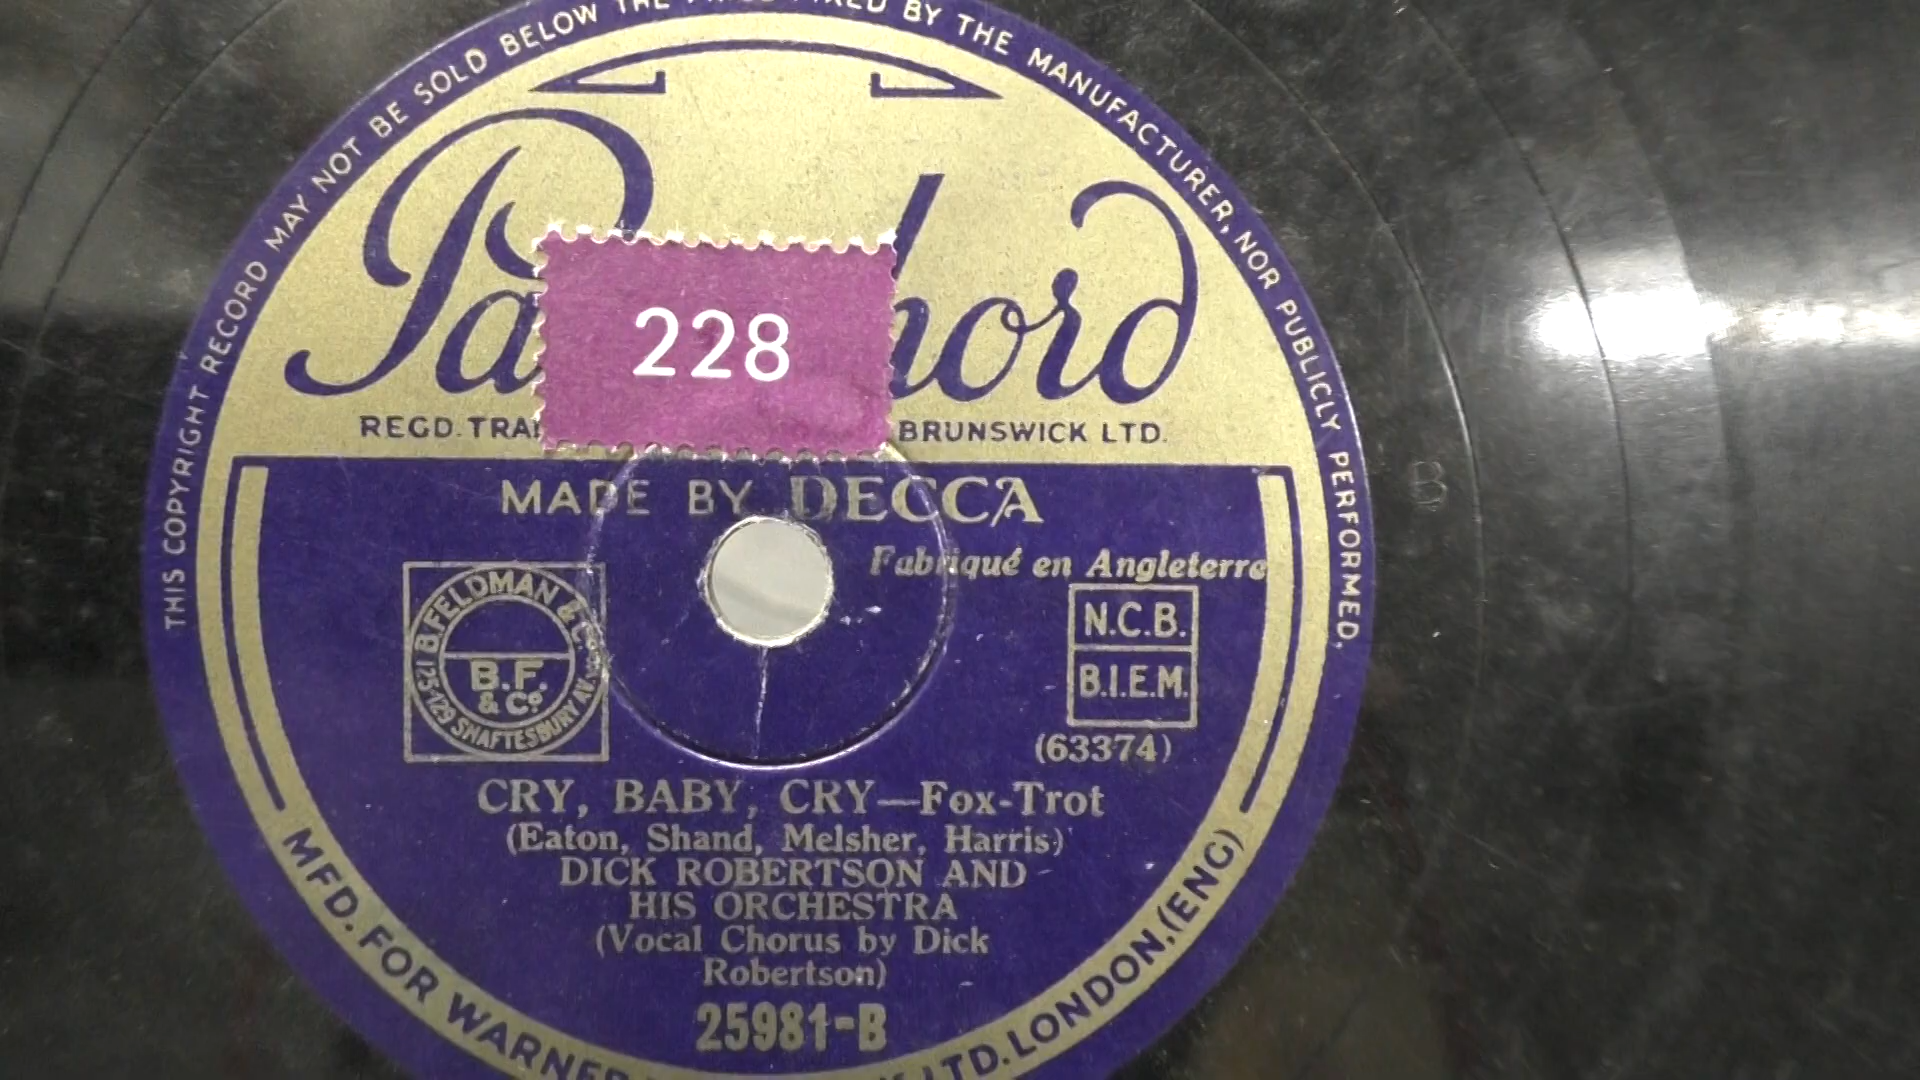 THIS COPYRIGHT RECORD MAY NOT BE SOLD BELOW THE FIXED BY THE MANUFACTURER, NOR PUBLICLY PERFORMED,
228
REGD. BRUNSWICK LTD.
MADE BY DECCA
Fabriqué en Angleterre
B. FELDMAN & Co.
B.F.
& Co.
125-129 SHAFTESBURY AV.
N.C.B.
B.I.E.M.
(63374)
CRY, BABY, CRY—Fox-Trot
(Eaton, Shand, Melsher, Harris)
DICK ROBERTSON AND
HIS ORCHESTRA
(Vocal Chorus by Dick
Robertson)
25981-B
MFD. FOR WARNER LTD. LONDON, (ENG)
B